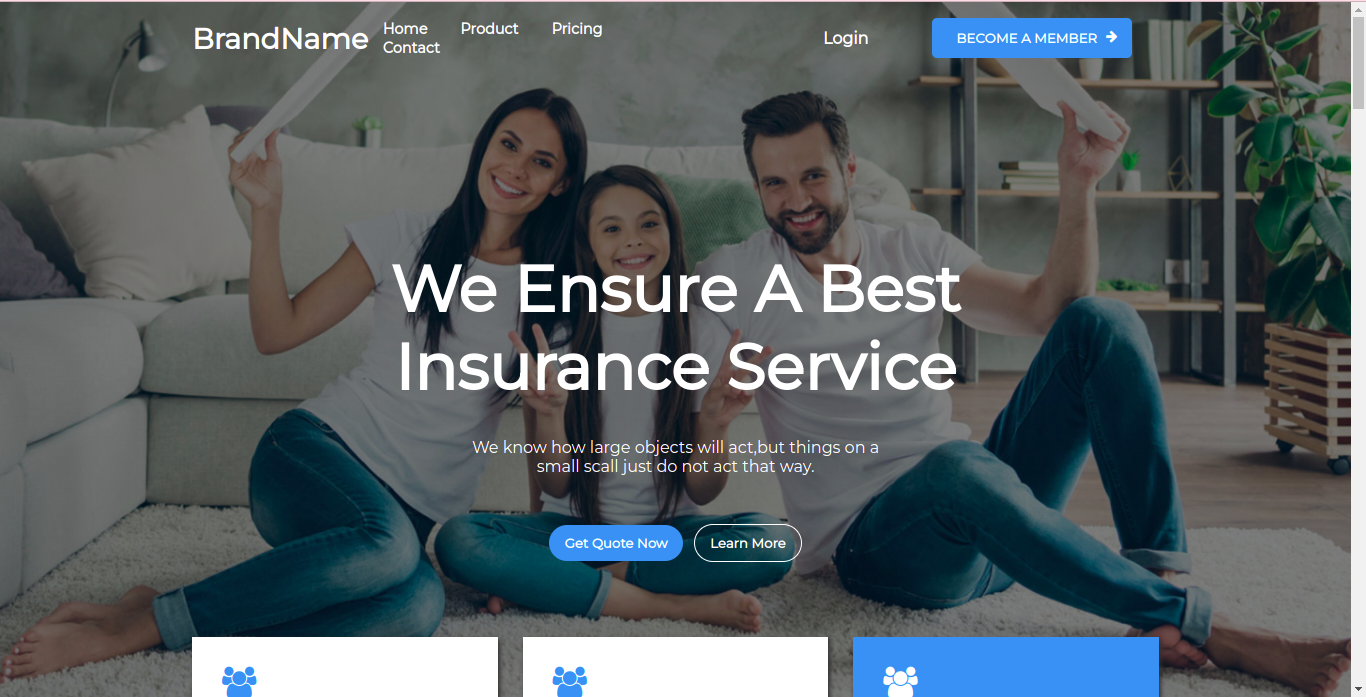 BrandName
Home Product Pricing
Contact
Login
BECOME A MEMBER
We Ensure A Best
Insurance Service
We know how large objects will act,but things on a
small scall just do not act that way.
Get Quote Now
Learn More